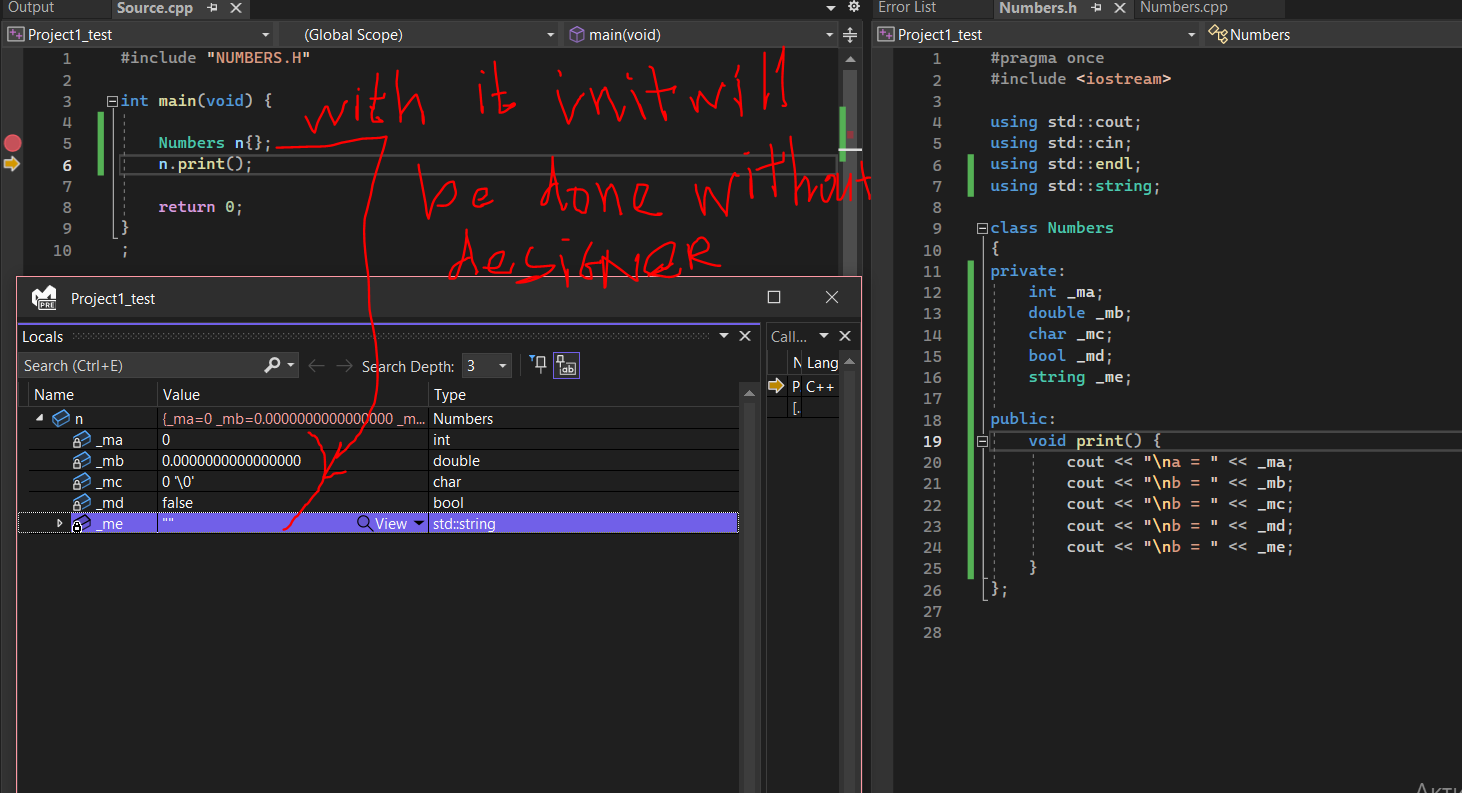 Output
Source.cpp
Project1_test
(Global Scope)
main(void)
1 #include "NUMBERS.H"
2
3 int main(void) {
4
5 Numbers n{};
6 n.print();
7
8 return 0;
9 }
10 ;
with it init will
be done without
designer
Project1_test
Locals
Search (Ctrl+E)
Search Depth: 3
Name Value Type
n {_ma=0 _mb=0.0000000000000000 _m... Numbers
_ma 0 int
_mb 0.0000000000000000 double
_mc 0 '\0' char
_md false bool
_me "" View std::string
Call...
N Lang
P C++
[.
Error List
Numbers.h
Numbers.cpp
Project1_test
Numbers
1 #pragma once
2 #include <iostream>
3
4 using std::cout;
5 using std::cin;
6 using std::endl;
7 using std::string;
8
9 class Numbers
10 {
11 private:
12 int _ma;
13 double _mb;
14 char _mc;
15 bool _md;
16 string _me;
17
18 public:
19 void print() {
20 cout << "\na = " << _ma;
21 cout << "\nb = " << _mb;
22 cout << "\nb = " << _mc;
23 cout << "\nb = " << _md;
24 cout << "\nb = " << _me;
25 }
26 };
27
28